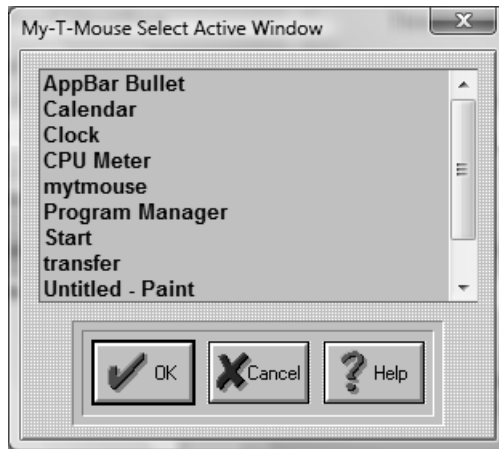 My-T-Mouse Select Active Window
AppBar Bullet
Calendar
Clock
CPU Meter
mytmouse
Program Manager
Start
transfer
Untitled - Paint
OK Cancel Help